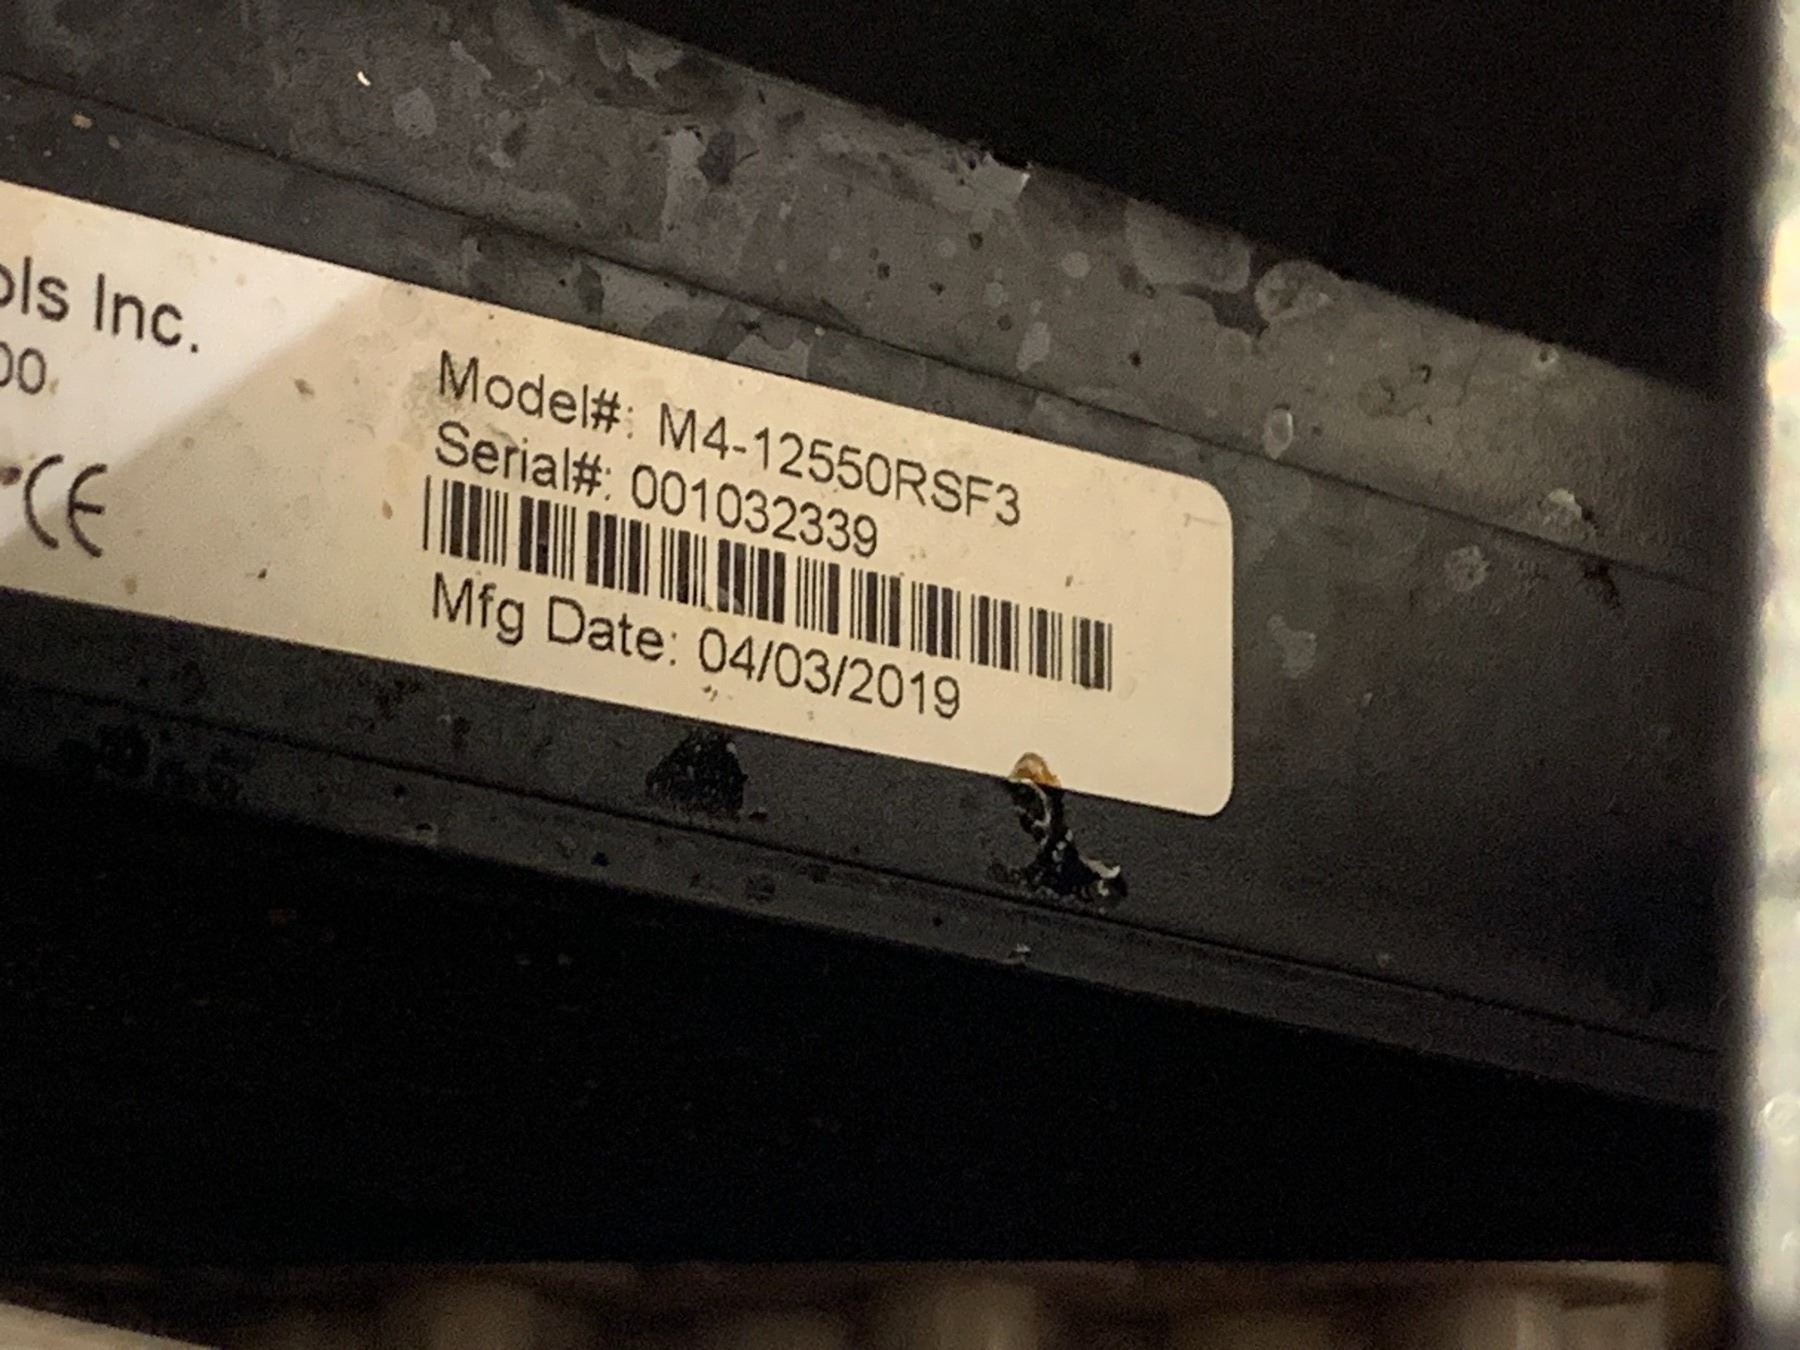 ols Inc.
00
CE
Model#: M4-12550RSF3
Serial#: 001032339
Mfg Date: 04/03/2019